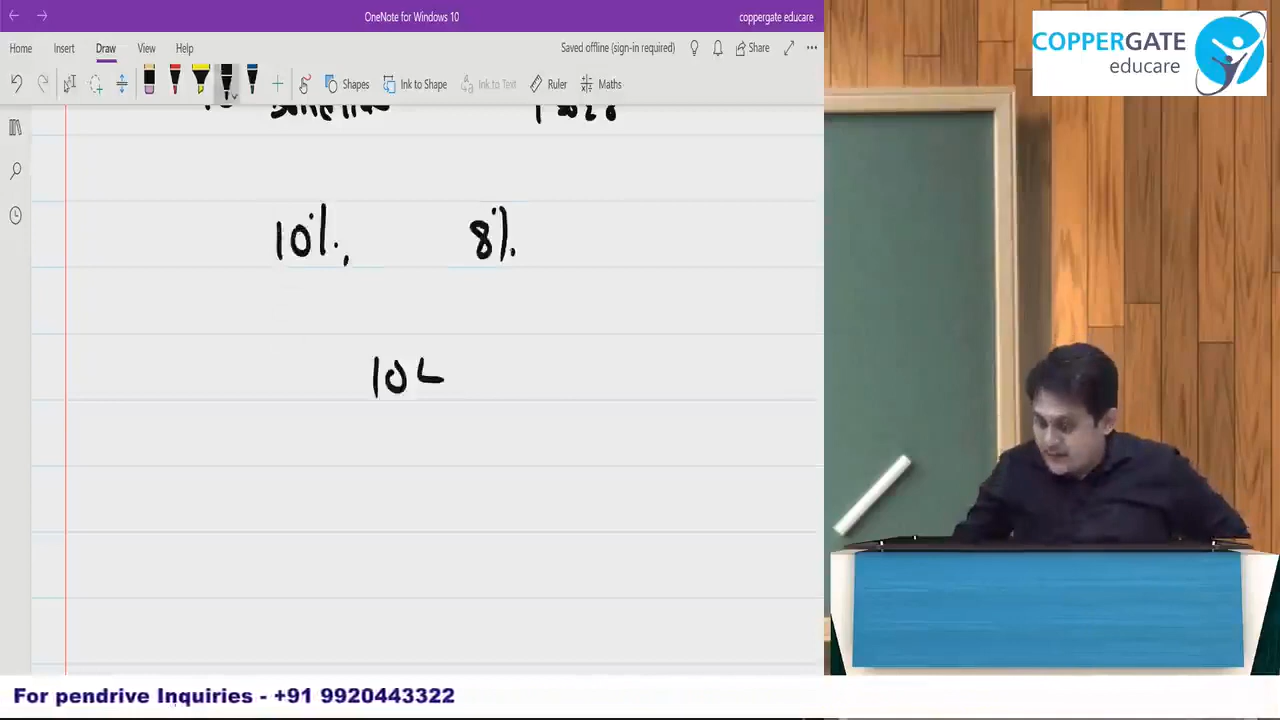 OneNote for Windows 10
coppergate educare
Home Insert Draw View Help
Saved offline (sign-in required)
Share
Shapes Ink to Shape Ink to Text Ruler Maths
COPPERGATE
educare
10%, 8%
10 L
For pendrive Inquiries - +91 9920443322